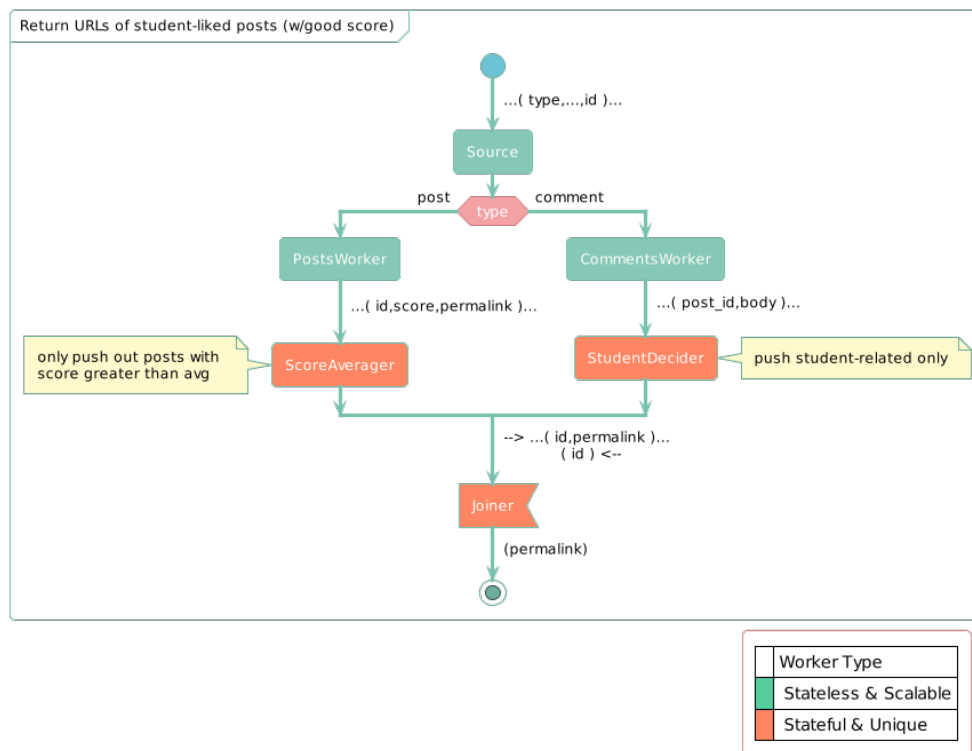 Return URLs of student-liked posts (w/good score)
...( type,...,id )...
Source
post
type
comment
PostsWorker
CommentsWorker
...( id,score,permalink )...
...( post_id,body )...
only push out posts with
score greater than avg
ScoreAverager
StudentDecider
push student-related only
--> ...( id,permalink )...
( id ) <--
Joiner
(permalink)
Worker Type
Stateless & Scalable
Stateful & Unique